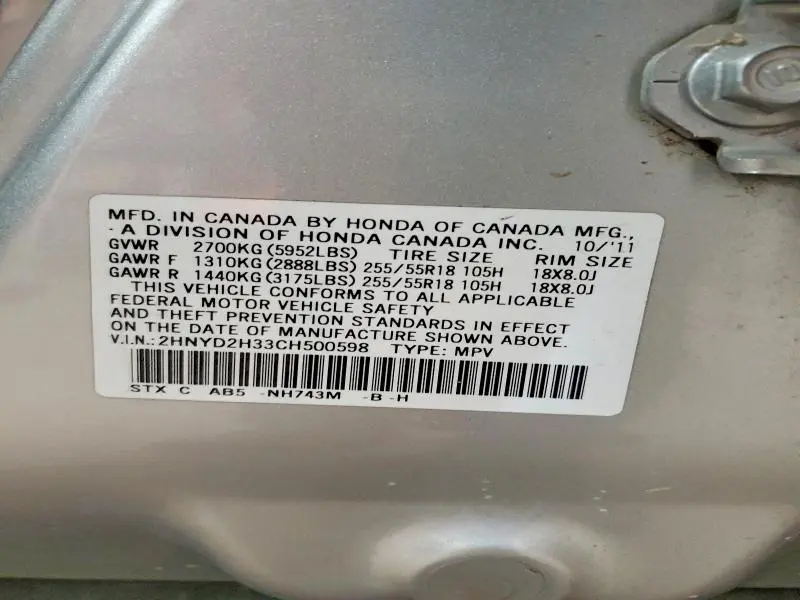 MFD. IN CANADA BY HONDA OF CANADA MFG.,
- A DIVISION OF HONDA CANADA INC. 10/'11
GVWR 2700KG (5952LBS) TIRE SIZE RIM SIZE
GAWR F 1310KG (2888LBS) 255/55R18 105H 18X8.0J
GAWR R 1440KG (3175LBS) 255/55R18 105H 18X8.0J
THIS VEHICLE CONFORMS TO ALL APPLICABLE
FEDERAL MOTOR VEHICLE SAFETY
AND THEFT PREVENTION STANDARDS IN EFFECT
ON THE DATE OF MANUFACTURE SHOWN ABOVE.
V.I.N.: 2HNYD2H33CH500598 TYPE: MPV
STX C AB5 -NH743M -B -H